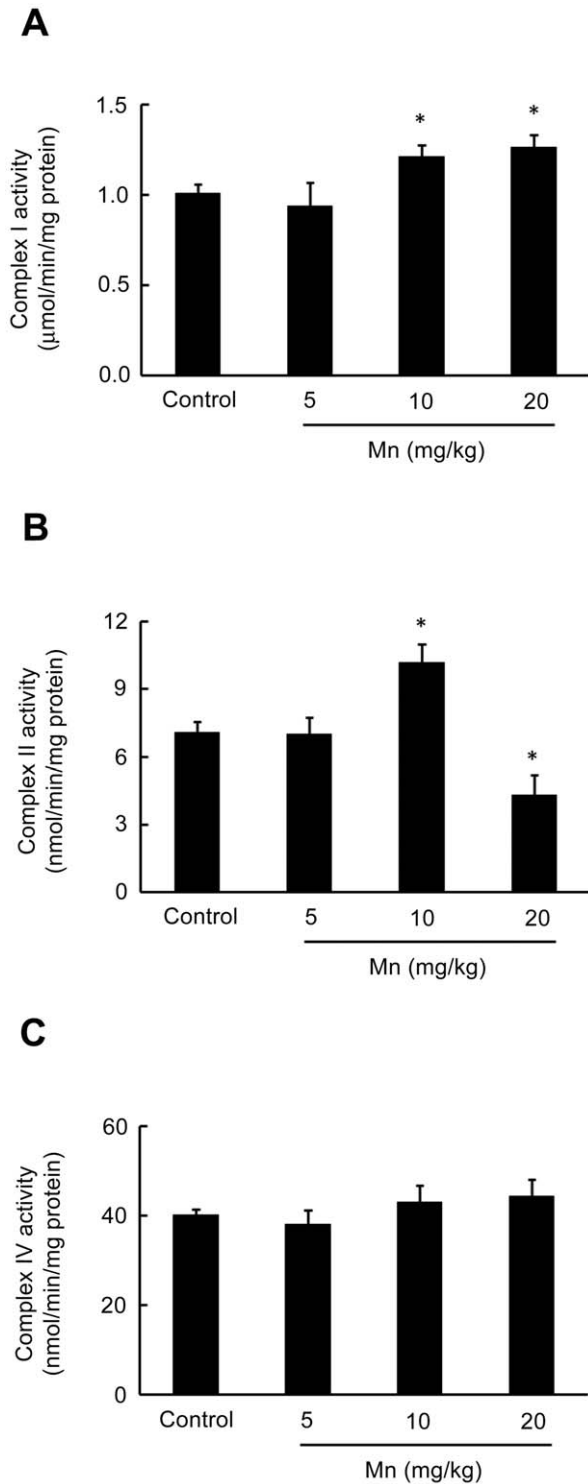 A
Complex I activity
(μmol/min/mg protein)
1.5
1.0
0.5
0.0
*
*
Control
5
10
20
Mn (mg/kg)
B
Complex II activity
(nmol/min/mg protein)
12
9
6
3
0
*
*
Control
5
10
20
Mn (mg/kg)
C
Complex IV activity
(nmol/min/mg protein)
60
40
20
0
Control
5
10
20
Mn (mg/kg)